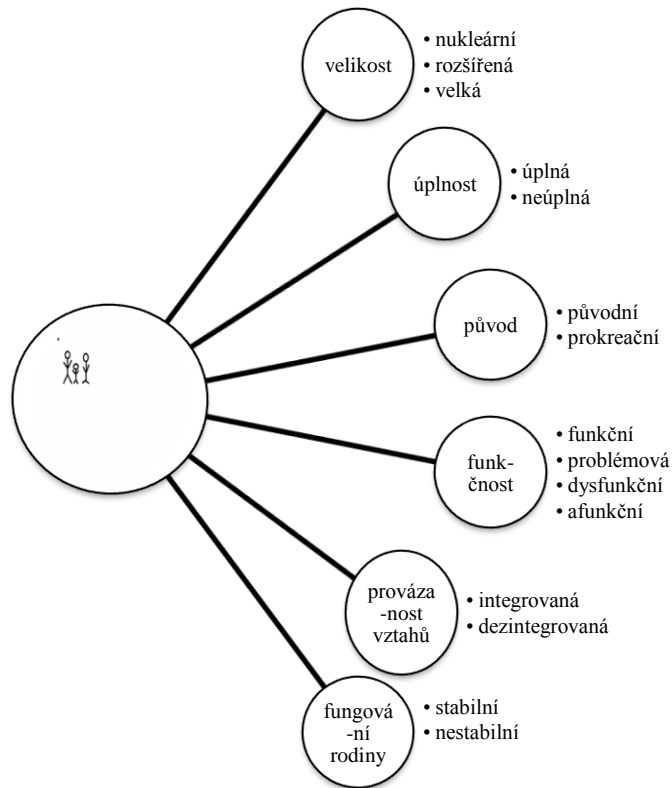 velikost
• nukleární
• rozšířená
• velká
úplnost
• úplná
• neúplná
původ
• původní
• prokreační
funk-
čnost
• funkční
• problémová
• dysfunkční
• afunkční
prováza
-nost
vztahů
• integrovaná
• dezintegrovaná
fungová
-ní
rodiny
• stabilní
• nestabilní